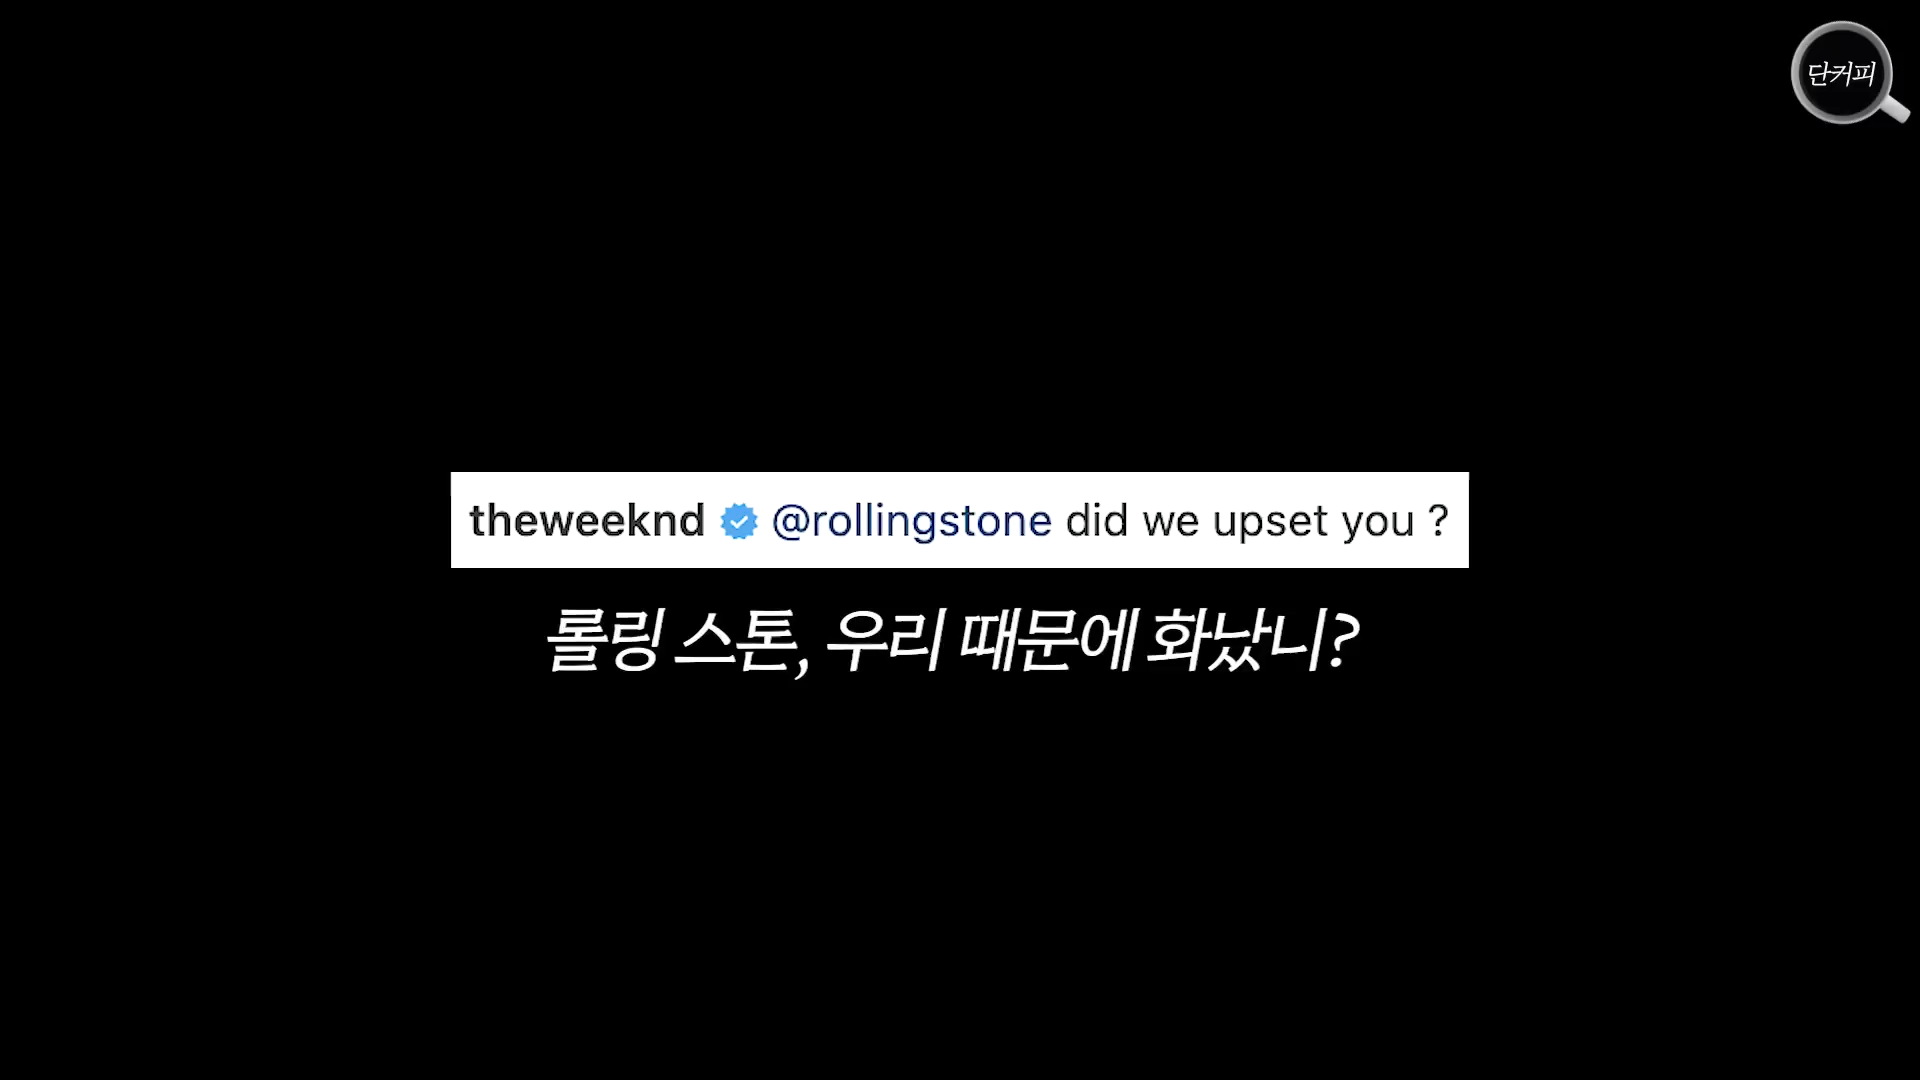 단커피
theweeknd @rollingstone did we upset you ?
롤링 스톤, 우리 때문에 화났니?